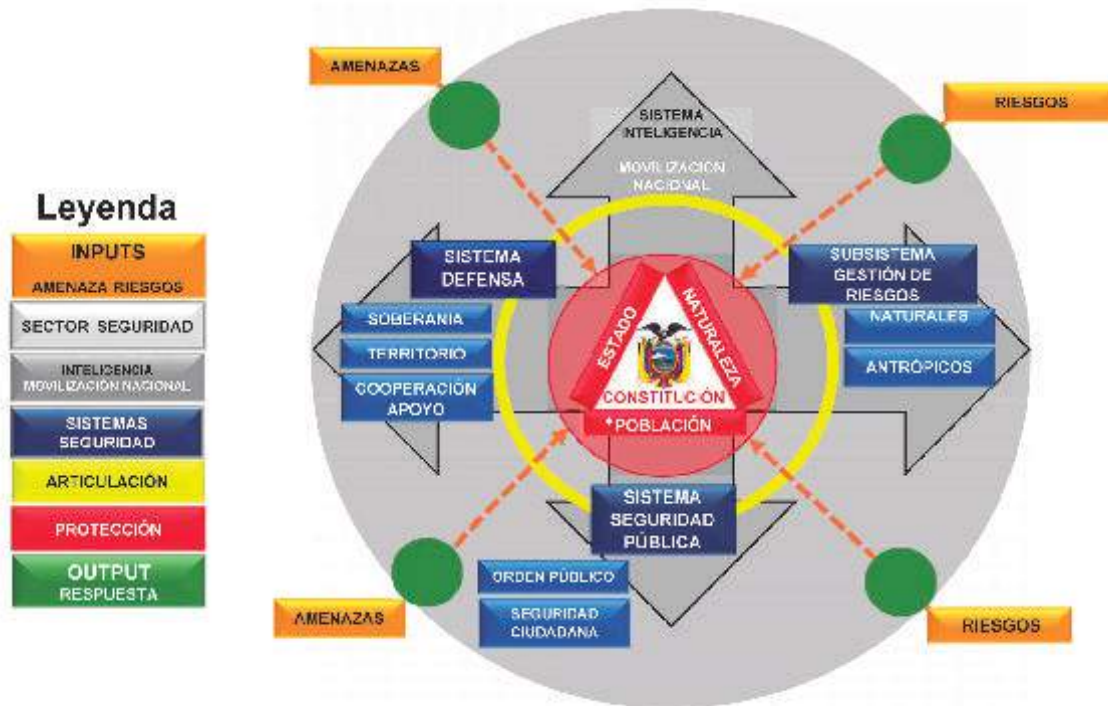 AMENAZAS
RIESGOS
SISTEMA
INTELIGENCIA
MOVILIZACION
NACIONAL
Leyenda
INPUTS
AMENAZA RIESGOS
SECTOR SEGURIDAD
INTELIGENCIA
MOVILIZACIÓN NACIONAL
SISTEMAS
SEGURIDAD
ARTICULACIÓN
PROTECCIÓN
OUTPUT
RESPUESTA
SISTEMA
DEFENSA
SOBERANIA
TERRITORIO
COOPERACIÓN
APOYO
SUBSISTEMA
GESTIÓN DE
RIESGOS
NATURALES
ANTRÓPICOS
ESTADO
NATURALEZA
CONSTITUCIÓN
*POBLACIÓN
SISTEMA
SEGURIDAD
PÚBLICA
ORDEN PÚBLICO
SEGURIDAD
CIUDADANA
AMENAZAS
RIESGOS